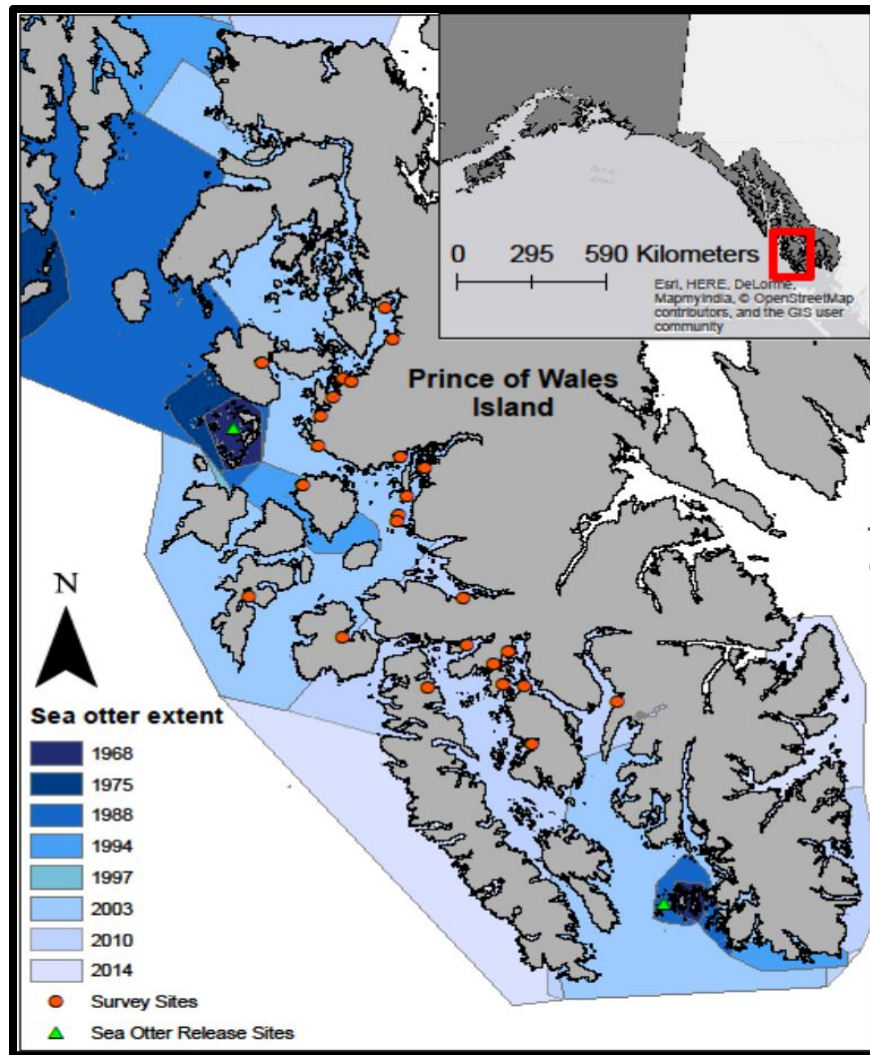 0 295 590 Kilometers
Esri, HERE, DeLorme,
MapmyIndia, © OpenStreetMap
contributors, and the GIS user
community
Prince of Wales
Island
N
Sea otter extent
1968
1975
1988
1994
1997
2003
2010
2014
Survey Sites
Sea Otter Release Sites